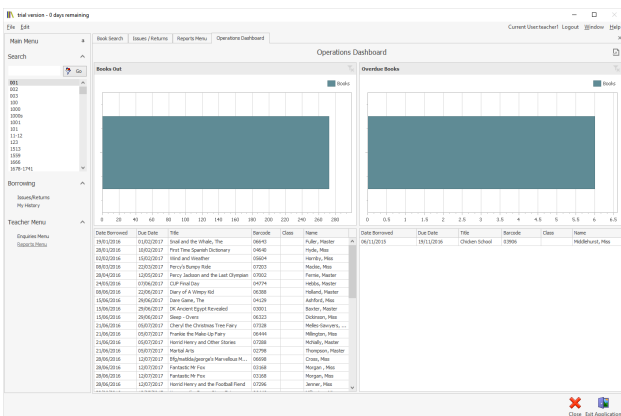 trial version - 0 days remaining
File Edit
Current User:teacher1 Logout Window Help
Main Menu
Book Search Issues / Returns Reports Menu Operations Dashboard
Operations Dashboard
Search
Go
001
002
003
100
1000
1000s
1001
101
11-12
123
1513
1559
1666
1678-1741
Borrowing
Issues/Returns
My History
Teacher Menu
Enquiries Menu
Reports Menu
Books Out
Books
0 20 40 60 80 100 120 140 160 180 200 220 240 260 280
Overdue Books
Books
0 0.5 1 1.5 2 2.5 3 3.5 4 4.5 5 5.5 6 6.5
Date Borrowed Due Date Title Barcode Class Name
19/01/2016 01/02/2017 Snail and the Whale, The 06643 Fuller, Master
28/01/2016 10/02/2017 First Time Spanish Dictionary 04640 Hyde, Miss
02/02/2016 15/02/2017 Wind and Weather 05604 Hornby, Miss
08/03/2016 22/03/2017 Percy's Bumpy Ride 07203 Mackie, Miss
28/04/2016 12/05/2017 Percy Jackson and the Last Olympian 07002 Fernie, Master
24/05/2016 07/06/2017 CUP Final Day 04774 Hebbs, Master
08/06/2016 22/06/2017 Diary of A Wimpy Kid 06388 Holland, Master
15/06/2016 29/06/2017 Dare Game, The 04129 Ashford, Miss
15/06/2016 29/06/2017 DK Ancient Egypt Revealed 03001 Baxter, Master
15/06/2016 29/06/2017 Sleep - Overs 06323 Dickinson, Miss
21/06/2016 05/07/2017 Cheryl the Christmas Tree Fairy 07328 Melles-Sawyers, ...
21/06/2016 05/07/2017 Frankie the Make-Up Fairy 06444 Millington, Miss
21/06/2016 05/07/2017 Horrid Henry and Other Stories 07288 McNally, Master
21/06/2016 05/07/2017 Martial Arts 02798 Thompson, Master
28/06/2016 12/07/2017 Bfg/matilda/george's Marvellous M... 06698 Cross, Miss
28/06/2016 12/07/2017 Fantastic Mr Fox 03168 Morgan, Miss
28/06/2016 12/07/2017 Fantastic Mr Fox 03168 Morgan, Miss
28/06/2016 12/07/2017 Horrid Henry and the Football Fiend 07296 Jenner, Miss
Date Borrowed Due Date Title Barcode Class Name
06/11/2015 19/11/2016 Chicken School 03906 Middlehurst, Miss
Close Exit Application